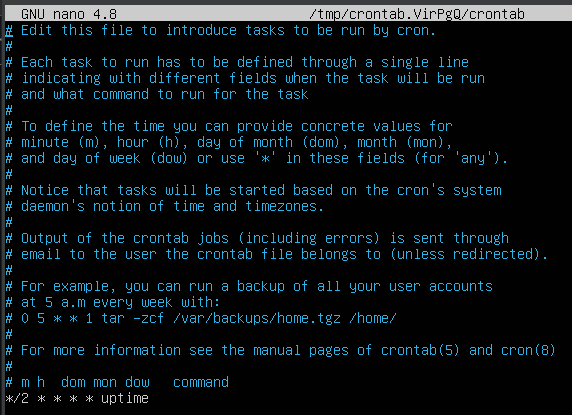 GNU nano 4.8 /tmp/crontab.VirPgQ/crontab
# Edit this file to introduce tasks to be run by cron.
#
# Each task to run has to be defined through a single line
# indicating with different fields when the task will be run
# and what command to run for the task
#
# To define the time you can provide concrete values for
# minute (m), hour (h), day of month (dom), month (mon),
# and day of week (dow) or use '*' in these fields (for 'any').
#
# Notice that tasks will be started based on the cron's system
# daemon's notion of time and timezones.
#
# Output of the crontab jobs (including errors) is sent through
# email to the user the crontab file belongs to (unless redirected).
#
# For example, you can run a backup of all your user accounts
# at 5 a.m every week with:
# 0 5 * * 1 tar -zcf /var/backups/home.tgz /home/
#
# For more information see the manual pages of crontab(5) and cron(8)
#
# m h  dom mon dow   command
*/2 * * * * uptime